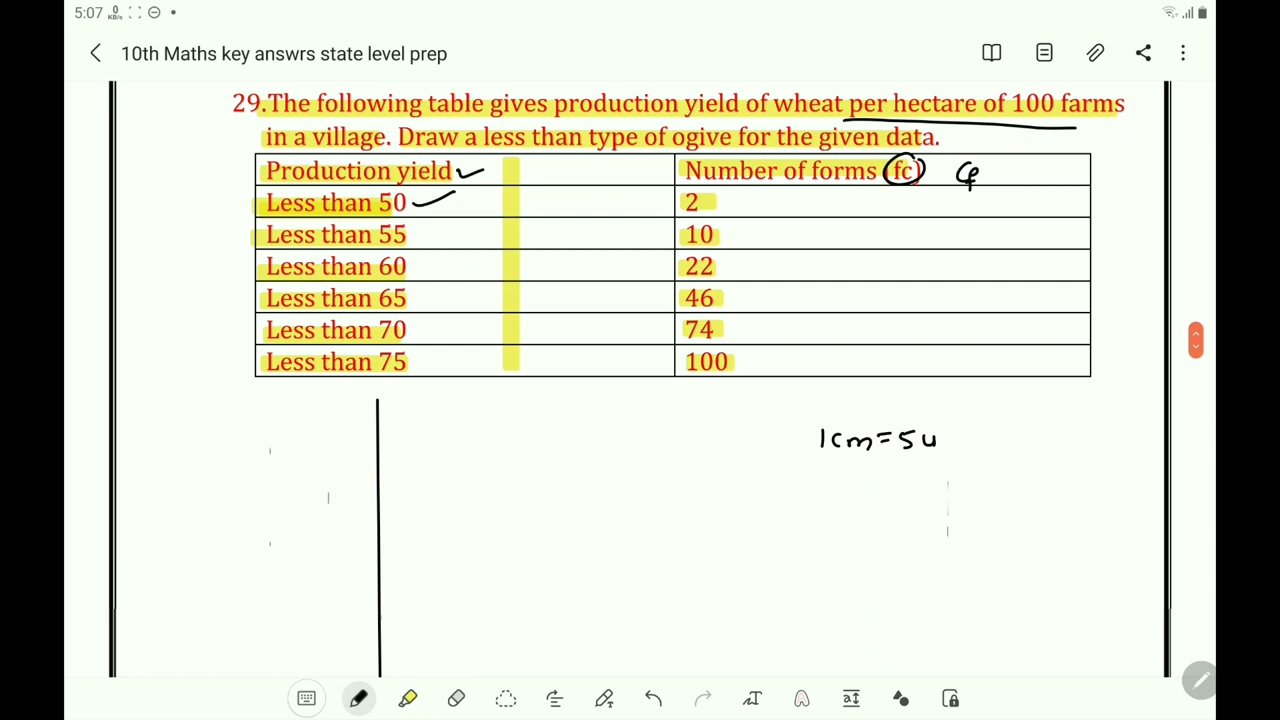 5:07 0 KB/s
10th Maths key answrs state level prep
29.The following table gives production yield of wheat per hectare of 100 farms
in a village. Draw a less than type of ogive for the given data.
Production yield Number of forms (fc) cf
Less than 50 2
Less than 55 10
Less than 60 22
Less than 65 46
Less than 70 74
Less than 75 100
1cm=5u